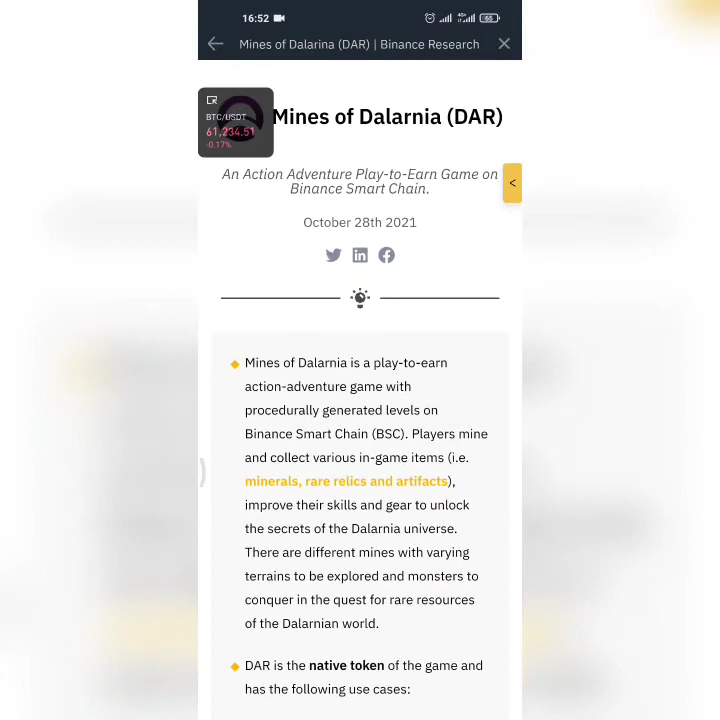 16:52
4G+
65
Mines of Dalarina (DAR) | Binance Research
BTC/USDT
61,234.51
-0.17%
Mines of Dalarnia (DAR)
An Action Adventure Play-to-Earn Game on
Binance Smart Chain.
<
October 28th 2021
Mines of Dalarnia is a play-to-earn
action-adventure game with
procedurally generated levels on
Binance Smart Chain (BSC). Players mine
and collect various in-game items (i.e.
minerals, rare relics and artifacts),
improve their skills and gear to unlock
the secrets of the Dalarnia universe.
There are different mines with varying
terrains to be explored and monsters to
conquer in the quest for rare resources
of the Dalarnian world.
DAR is the native token of the game and
has the following use cases: